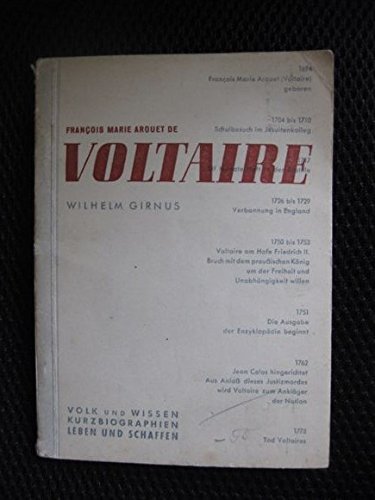 1694
François Marie Arouet (Voltaire)
geboren
1704 bis 1710
Schulbesuch im Jesuitenkolleg
FRANÇOIS MARIE AROUET DE
VOLTAIRE
WILHELM GIRNUS
1726 bis 1729
Verbannung in England
1750 bis 1753
Voltaire am Hofe Friedrich II.
Bruch mit dem preußischen König
um der Freiheit und
Unabhängigkeit willen
1751
Die Ausgabe
der Enzyklopädie beginnt
1762
Jean Calas hingerichtet
Aus Anlaß dieses Justizmordes
wird Voltaire zum Ankläger
der Nation
VOLK UND WISSEN
KURZBIOGRAPHIEN
LEBEN UND SCHAFFEN
1778
Tod Voltaires